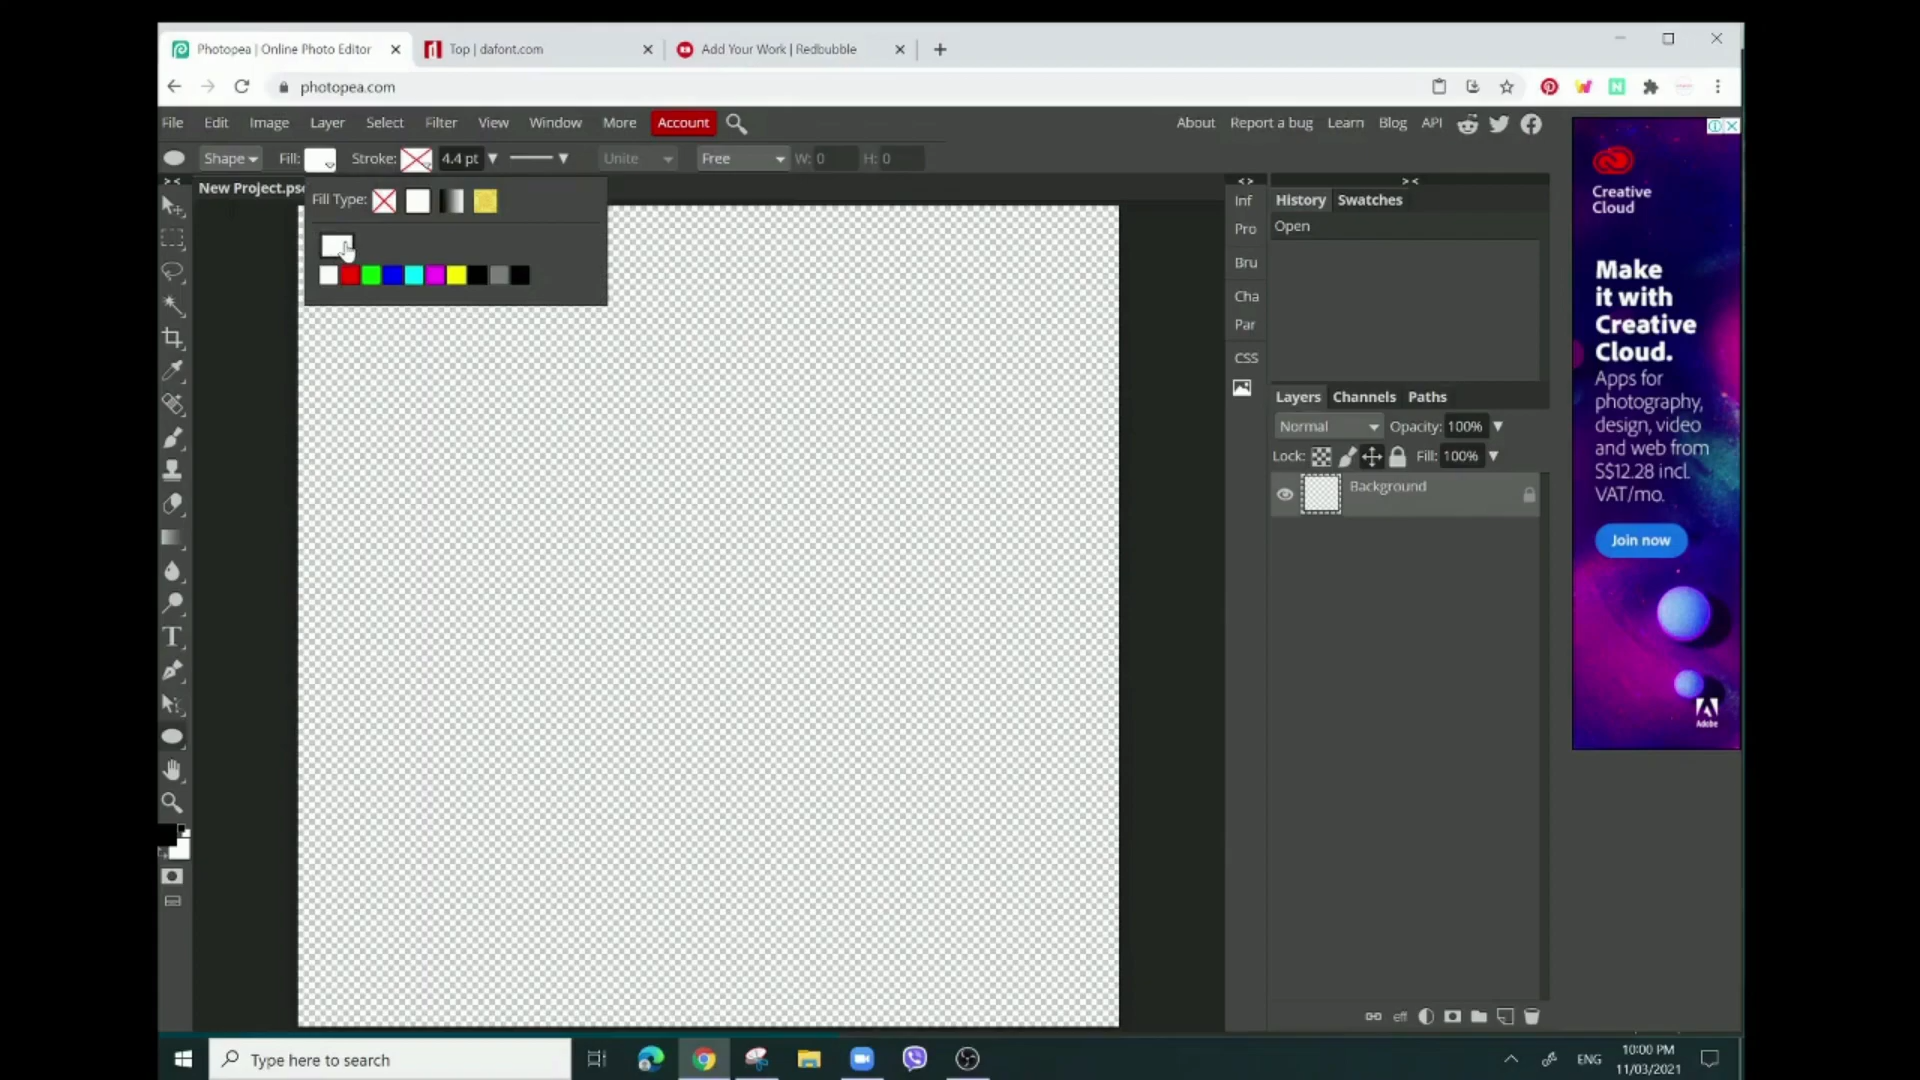 Photopea | Online Photo Editor
Top | dafont.com
Add Your Work | Redbubble
photopea.com
File Edit Image Layer Select Filter View Window More Account
About Report a bug Learn Blog API
Shape Fill: Stroke: 4.4 pt Unite Free W: 0 H: 0
New Project.psd
Fill Type:
Inf
Pro
Bru
Cha
Par
CSS
History Swatches
Open
Layers Channels Paths
Normal Opacity: 100%
Lock: Fill: 100%
Background
eff
Creative
Cloud
Make
it with
Creative
Cloud.
Apps for
photography,
design, video
and web from
S$12.28 incl.
VAT/mo.
Join now
Adobe
Type here to search
ENG
10:00 PM
11/03/2021